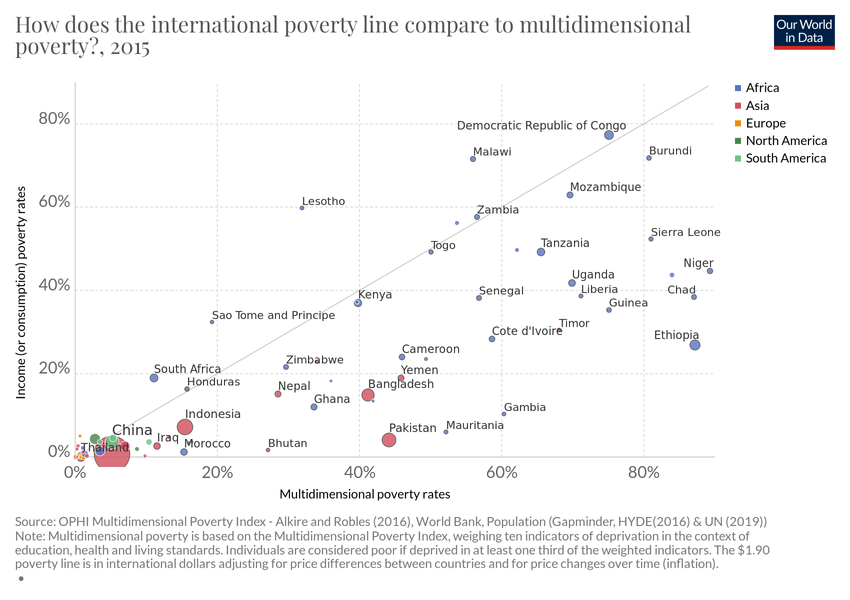 How does the international poverty line compare to multidimensional
poverty?, 2015
Our World
in Data
Africa
Asia
Europe
North America
South America
Income (or consumption) poverty rates
80%
60%
40%
20%
0%
Democratic Republic of Congo
Malawi
Burundi
Mozambique
Lesotho
Zambia
Sierra Leone
Togo
Tanzania
Niger
Uganda
Kenya
Senegal
Liberia
Chad
Guinea
Sao Tome and Principe
Timor
Cote d'Ivoire
Ethiopia
Cameroon
Zimbabwe
South Africa
Yemen
Honduras
Nepal
Bangladesh
Ghana
Gambia
Indonesia
China
Pakistan
Mauritania
Iraq
Morocco
Bhutan
Thailand
0%
20%
40%
60%
80%
Multidimensional poverty rates
Source: OPHI Multidimensional Poverty Index - Alkire and Robles (2016), World Bank, Population (Gapminder, HYDE(2016) & UN (2019))
Note: Multidimensional poverty is based on the Multidimensional Poverty Index, weighing ten indicators of deprivation in the context of
education, health and living standards. Individuals are considered poor if deprived in at least one third of the weighted indicators. The $1.90
poverty line is in international dollars adjusting for price differences between countries and for price changes over time (inflation).